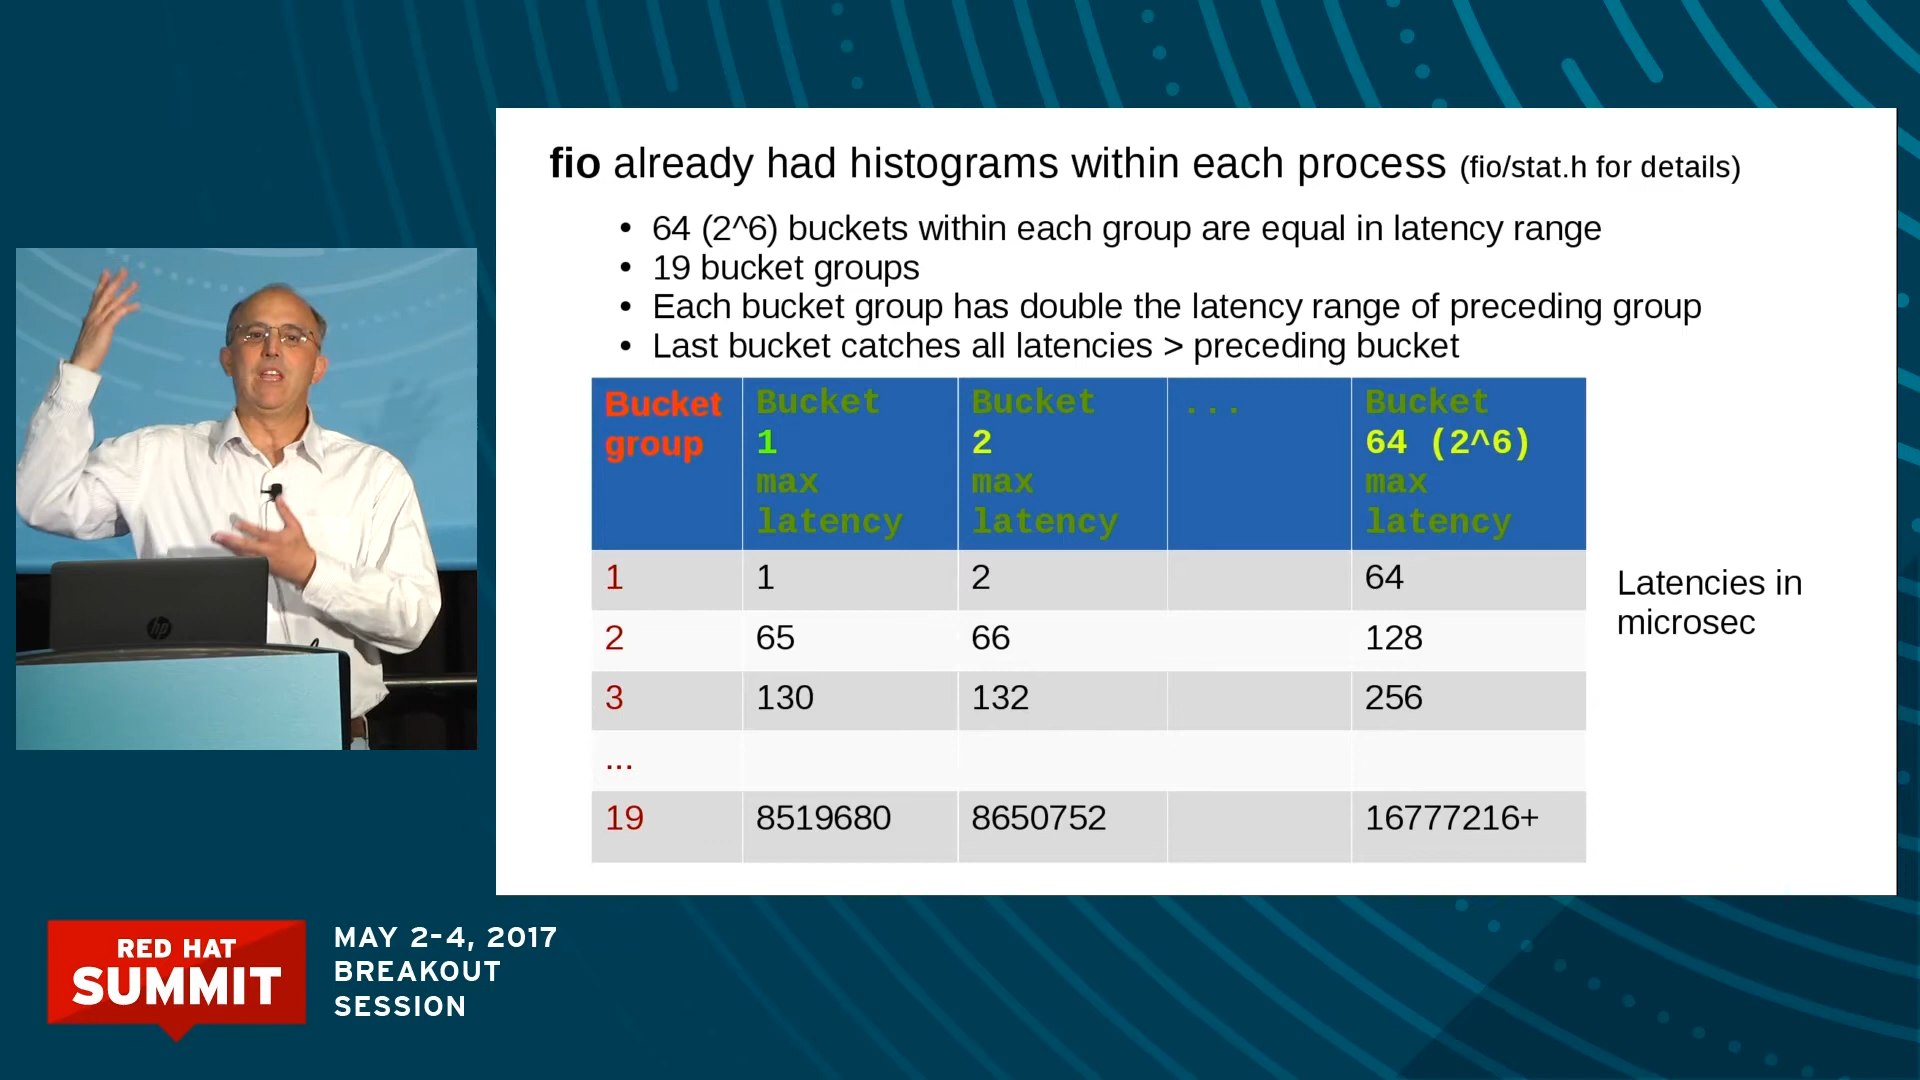 fio already had histograms within each process (fio/stat.h for details)
• 64 (2^6) buckets within each group are equal in latency range
• 19 bucket groups
• Each bucket group has double the latency range of preceding group
• Last bucket catches all latencies > preceding bucket
Bucket group Bucket 1 max latency Bucket 2 max latency ... Bucket 64 (2^6) max latency
1 1 2 64
2 65 66 128
3 130 132 256
...
19 8519680 8650752 16777216+
Latencies in
microsec
hp
RED HAT
SUMMIT
MAY 2-4, 2017
BREAKOUT
SESSION